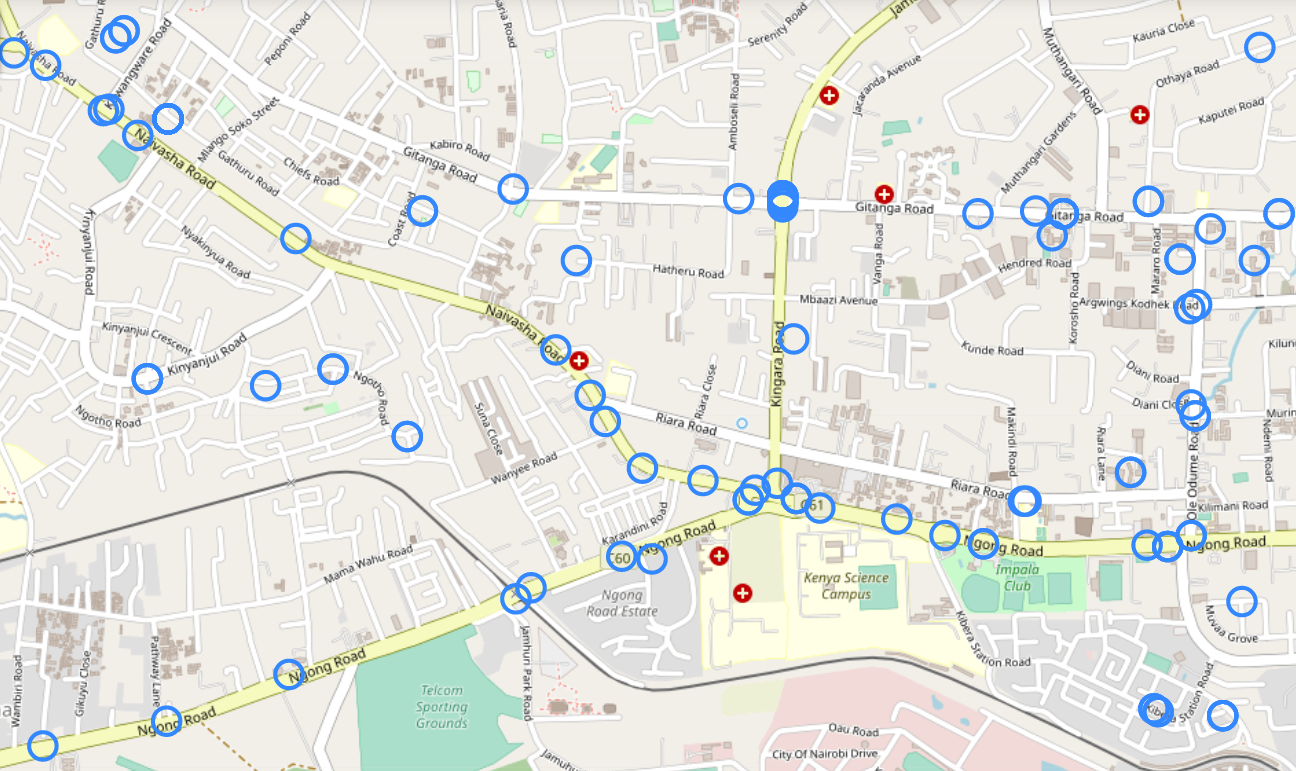 Gathuru R
Naivasha Road
Kawangware Road
Peponi Road
Serenity Road
Muthangari Road
Kauria Close
Othaya Road
Kaputei Road
Jacaranda Avenue
Amboseli Road
Mlango Soko Street
Kabiro Road
Gitanga Road
Muthangari Gardens
Naivasha Road
Gathuru Road
Chiefs Road
Coast Road
Gitanga Road
Gitanga Road
Kinyanjui Road
Nyakinyua Road
Hatheru Road
Vanga Road
Hendred Road
Mararo Road
Mbaazi Avenue
Korosho Road
Argwings Kodhek Road
Naivasha Road
Kinyanjui Crescent
Kinyanjui Road
Kingara Road
Kunde Road
Diani Road
Diani Close
Ngotho Road
Ngotho Road
Suna Close
Riara Close
Riara Road
Makindi Road
Riara Lane
Ole Odume Road
Ndemi Road
Wanyee Road
Riara Road
Kilimani Road
C61
Karandini Road
Ngong Road
C60
Ngong Road
Ngong Road
Mama Wahu Road
Ngong
Road Estate
Kenya Science
Campus
Impala
Club
Kibera Station Road
Muvaa Grove
Wambiri Road
Gikuyu Close
Pathway Lane
Ngong Road
Ngong Road
Jamhuri Park Road
Telcom
Sporting
Grounds
Kibera Station Road
Oau Road
City Of Nairobi Drive